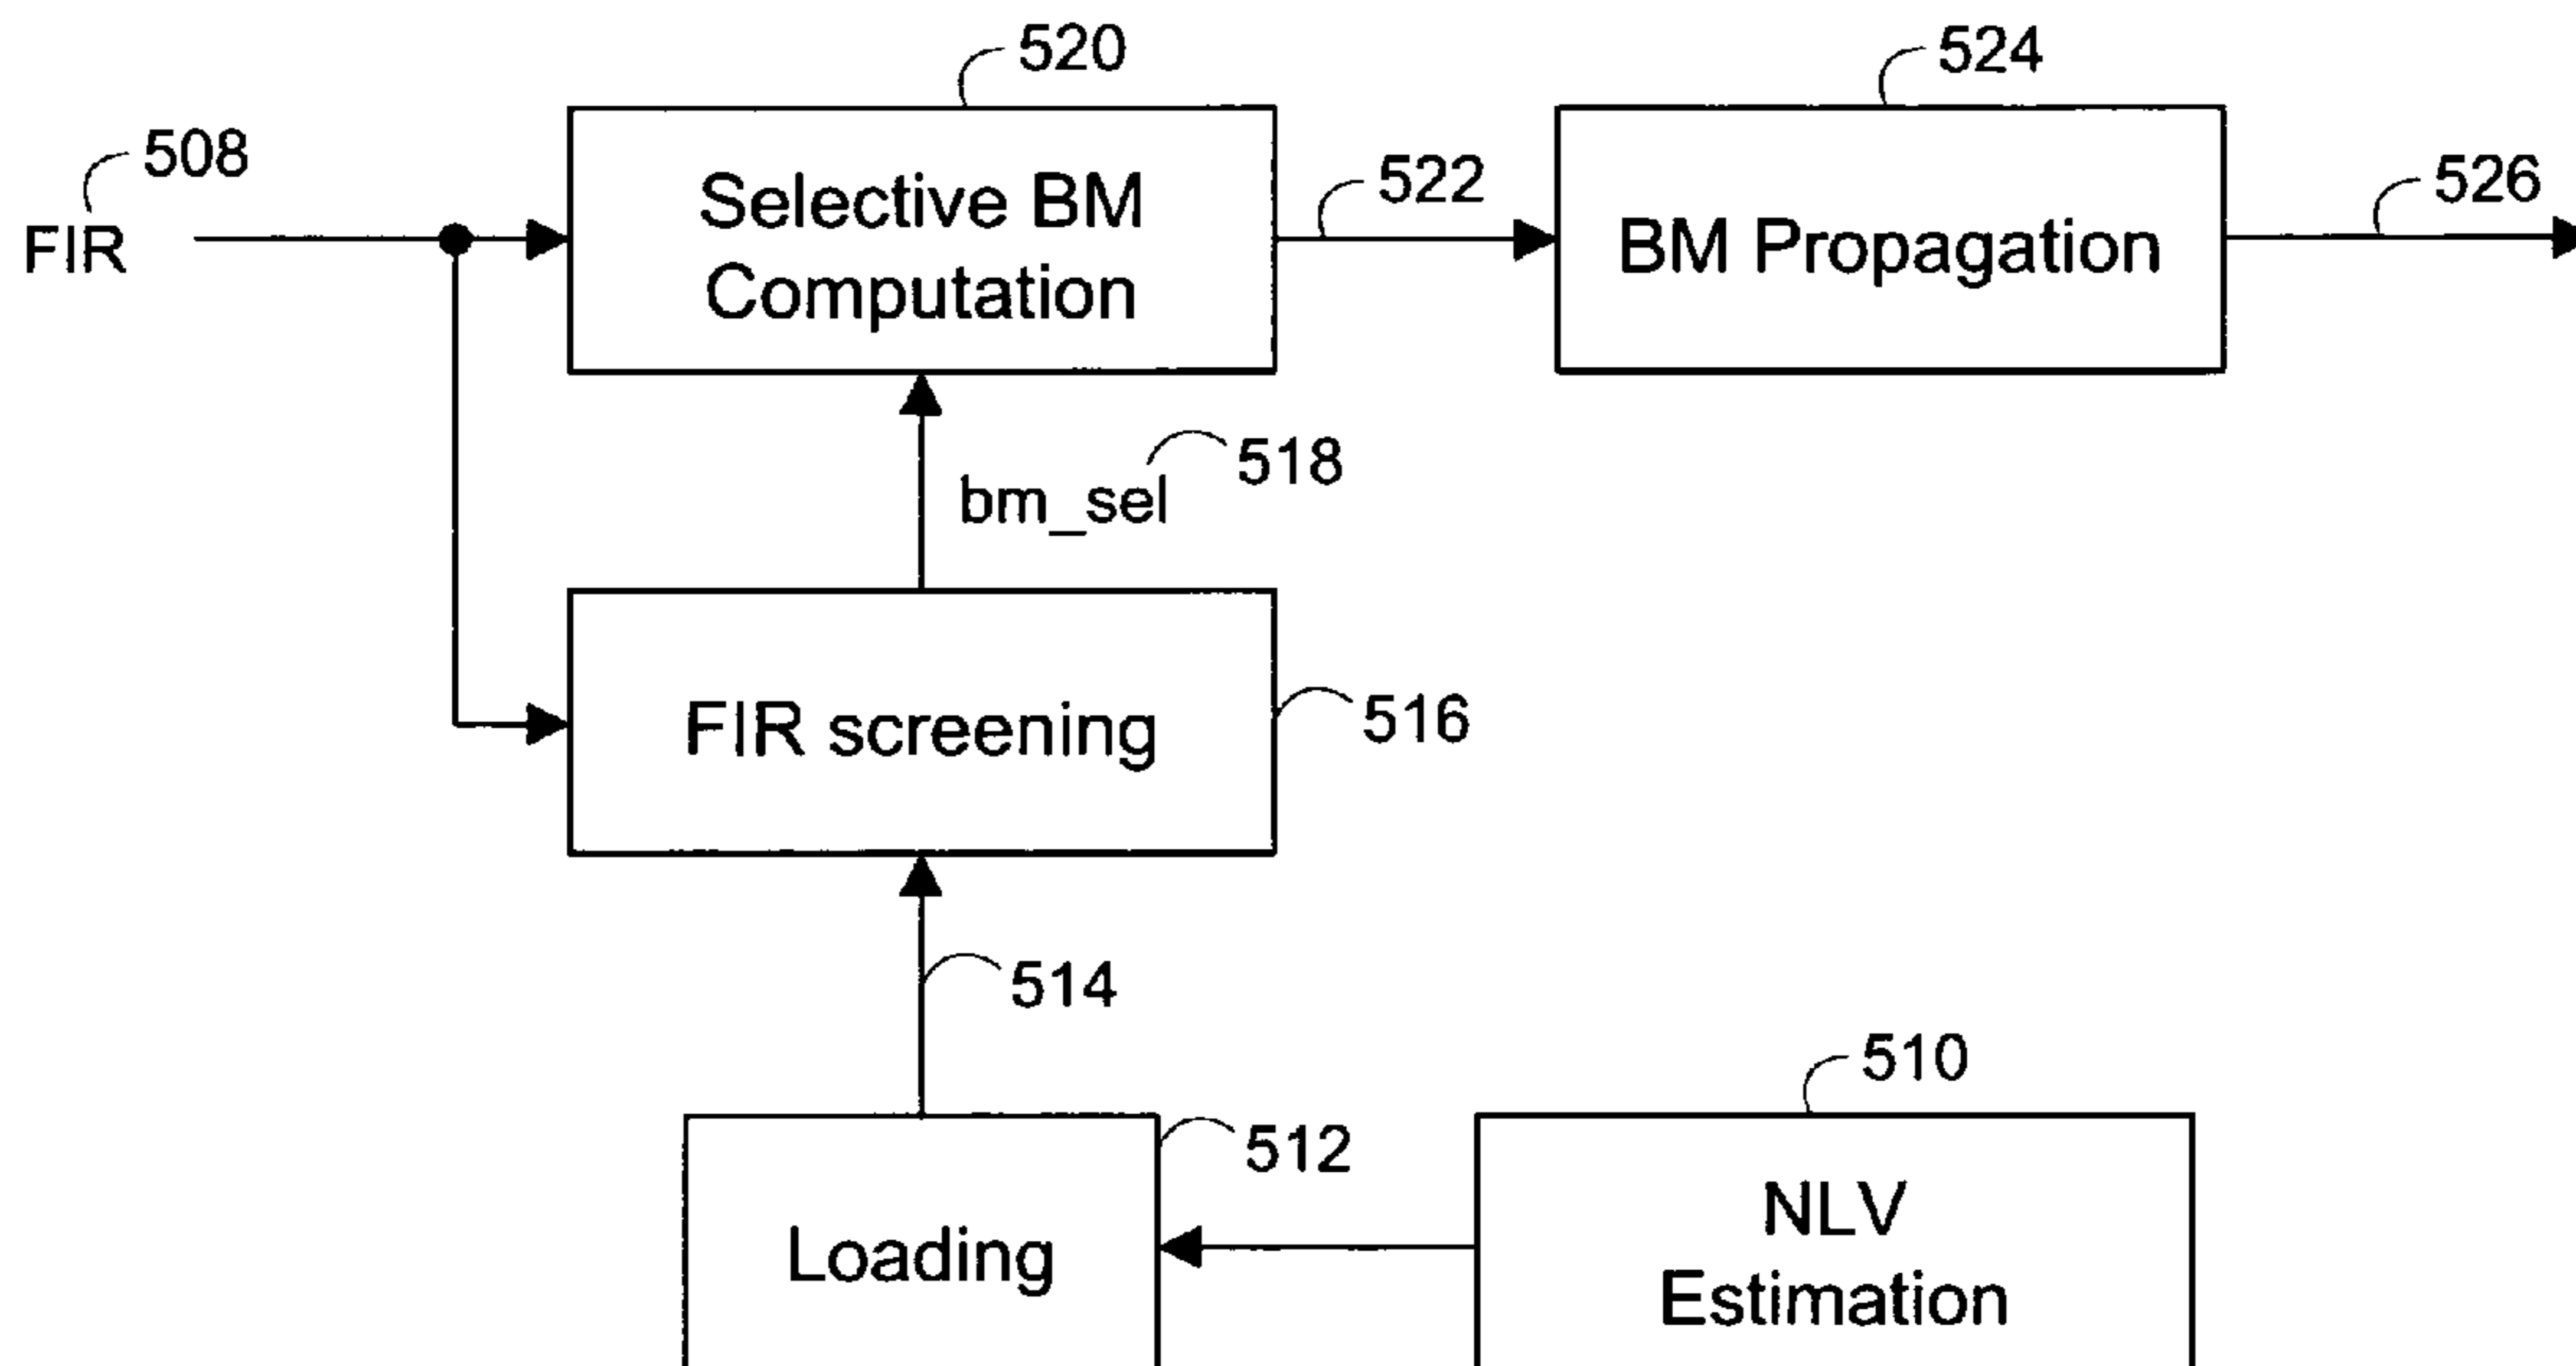 520
524
508
Selective BM
Computation
522
BM Propagation
526
FIR
518
bm_sel
FIR screening
516
514
510
512
NLV
Estimation
Loading